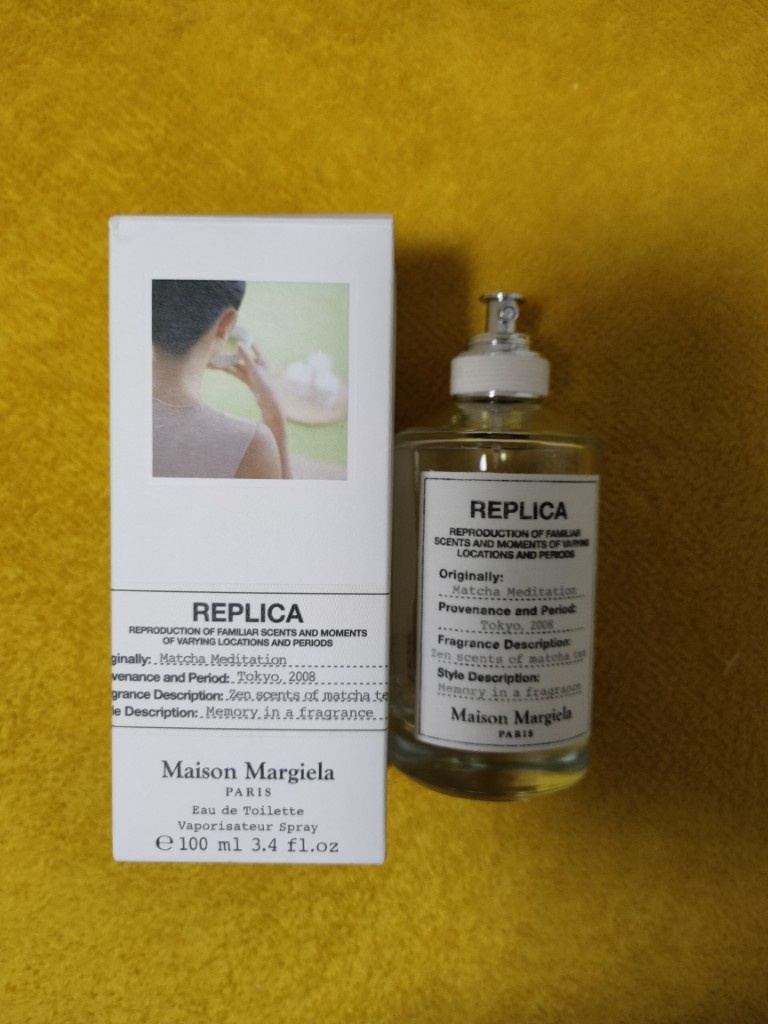 REPLICA
REPRODUCTION OF FAMILIAR SCENTS AND MOMENTS
OF VARYING LOCATIONS AND PERIODS
ginally: Matcha Meditation
venance and Period: Tokyo, 2008
grance Description: Zen scents of matcha te
le Description: Memory in a fragrance
Maison Margiela
PARIS
Eau de Toilette
Vaporisateur Spray
℮ 100 ml 3.4 fl.oz
REPLICA
REPRODUCTION OF FAMILIAR
SCENTS AND MOMENTS OF VARYING
LOCATIONS AND PERIODS
Originally:
Matcha Meditation
Provenance and Period:
Tokyo, 2008
Fragrance Description:
Zen scents of matcha tea
Style Description:
Memory in a fragrance
Maison Margiela
PARIS